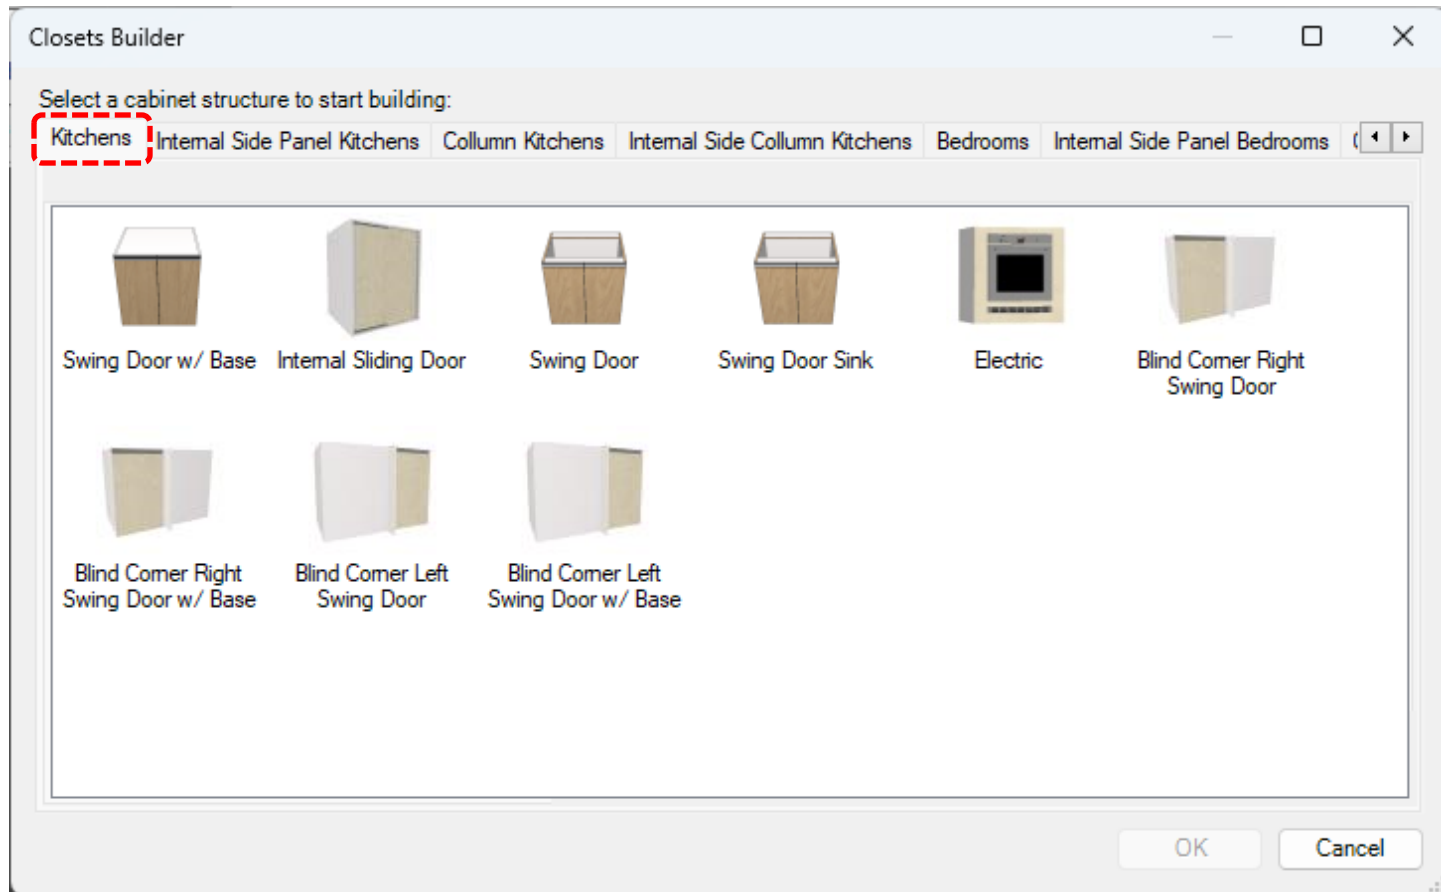 Closets Builder
Select a cabinet structure to start building:
Kitchens Internal Side Panel Kitchens Collumn Kitchens Internal Side Collumn Kitchens Bedrooms Internal Side Panel Bedrooms
Swing Door w/ Base Internal Sliding Door Swing Door Swing Door Sink Electric Blind Corner Right
Swing Door
Blind Corner Right Blind Corner Left Blind Corner Left
Swing Door w/ Base Swing Door Swing Door w/ Base
OK Cancel